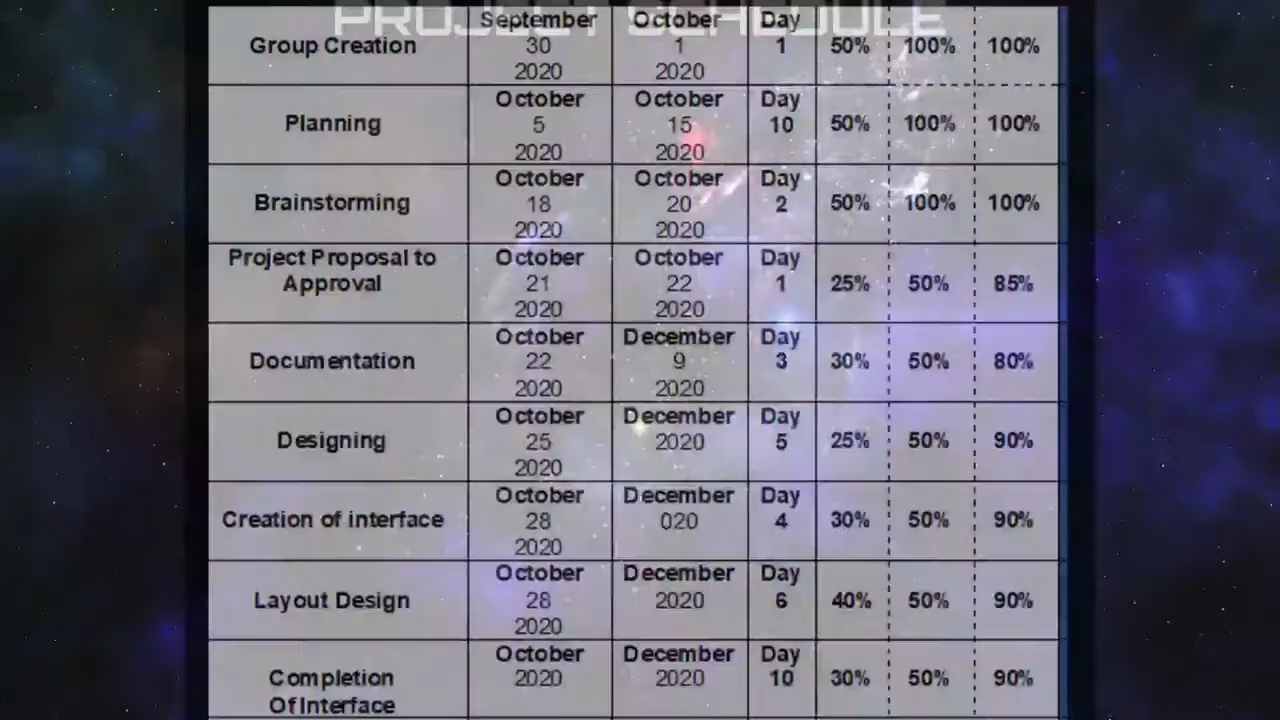 PROJECT SCHEDULE
Group Creation September 30 2020 October 1 2020 Day 1 50% 100% 100%
Planning October 5 2020 October 15 2020 Day 10 50% 100% 100%
Brainstorming October 18 2020 October 20 2020 Day 2 50% 100% 100%
Project Proposal to Approval October 21 2020 October 22 2020 Day 1 25% 50% 85%
Documentation October 22 2020 December 9 2020 Day 3 30% 50% 80%
Designing October 25 2020 December 2020 Day 5 25% 50% 90%
Creation of interface October 28 2020 December 020 Day 4 30% 50% 90%
Layout Design October 28 2020 December 2020 Day 6 40% 50% 90%
Completion Of Interface October 2020 December 2020 Day 10 30% 50% 90%